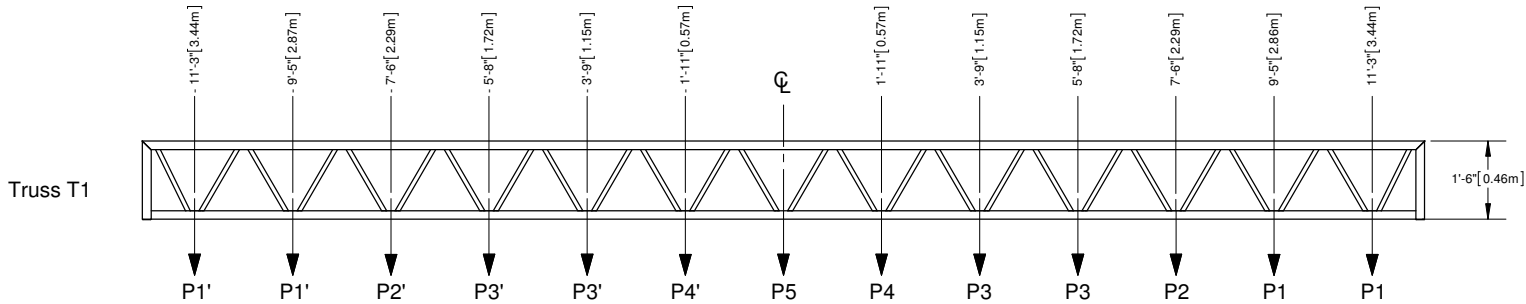 - 11'-3"[3.44m]
- 9'-5"[2.87m]
- 7'-6"[2.29m]
- 5'-8"[1.72m]
- 3'-9"[1.15m]
- 1'-11"[0.57m]
℄
1'-11"[0.57m]
3'-9"[1.15m]
5'-8"[1.72m]
7'-6"[2.29m]
9'-5"[2.86m]
11'-3"[3.44m]
Truss T1
1'-6"[0.46m]
P1' P1' P2' P3' P3' P4' P5 P4 P3 P3 P2 P1 P1